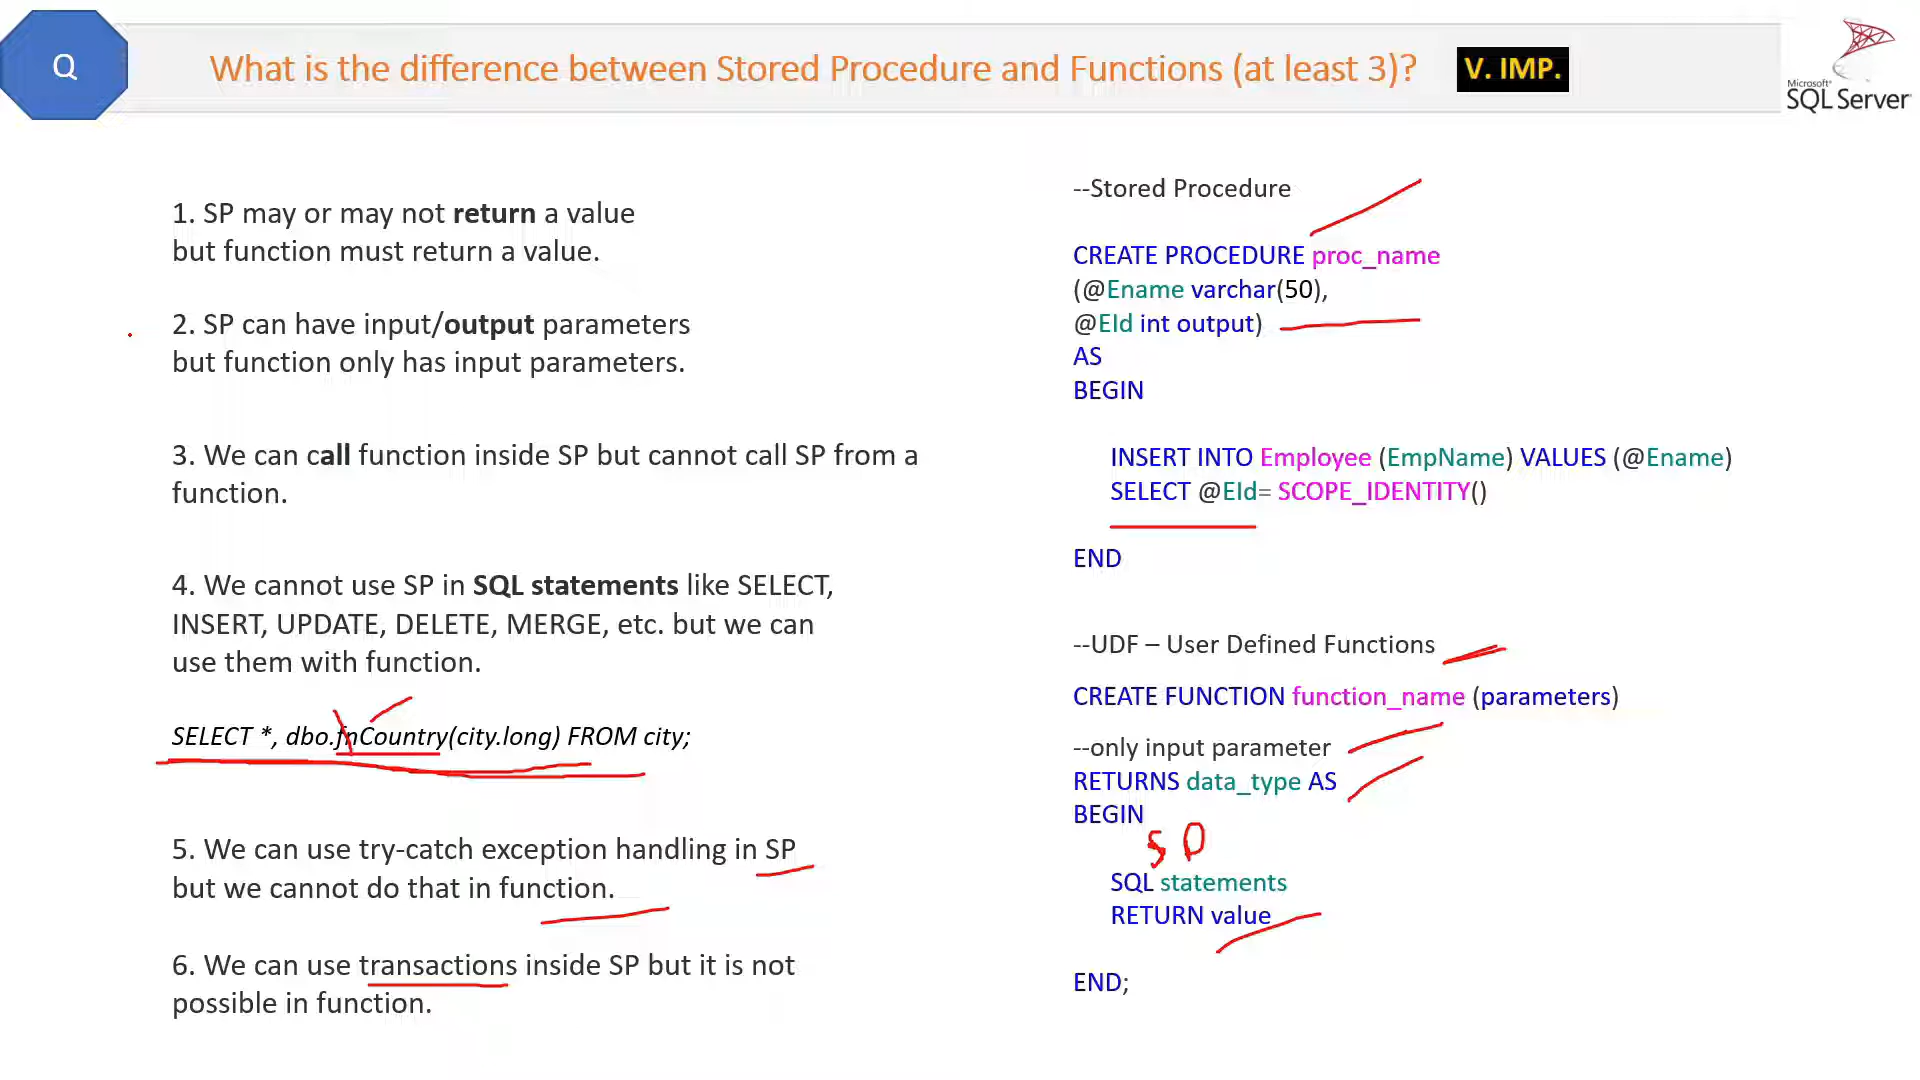 Q
What is the difference between Stored Procedure and Functions (at least 3)?
V. IMP.
Microsoft®
SQL Server
1. SP may or may not return a value
but function must return a value.
2. SP can have input/output parameters
but function only has input parameters.
3. We can call function inside SP but cannot call SP from a
function.
4. We cannot use SP in SQL statements like SELECT,
INSERT, UPDATE, DELETE, MERGE, etc. but we can
use them with function.
SELECT *, dbo.fnCountry(city.long) FROM city;
5. We can use try-catch exception handling in SP
but we cannot do that in function.
6. We can use transactions inside SP but it is not
possible in function.
--Stored Procedure
CREATE PROCEDURE proc_name
(@Ename varchar(50),
@EId int output)
AS
BEGIN
INSERT INTO Employee (EmpName) VALUES (@Ename)
SELECT @EId= SCOPE_IDENTITY()
END
--UDF – User Defined Functions
CREATE FUNCTION function_name (parameters)
--only input parameter
RETURNS data_type AS
BEGIN
SQL statements
RETURN value
END;